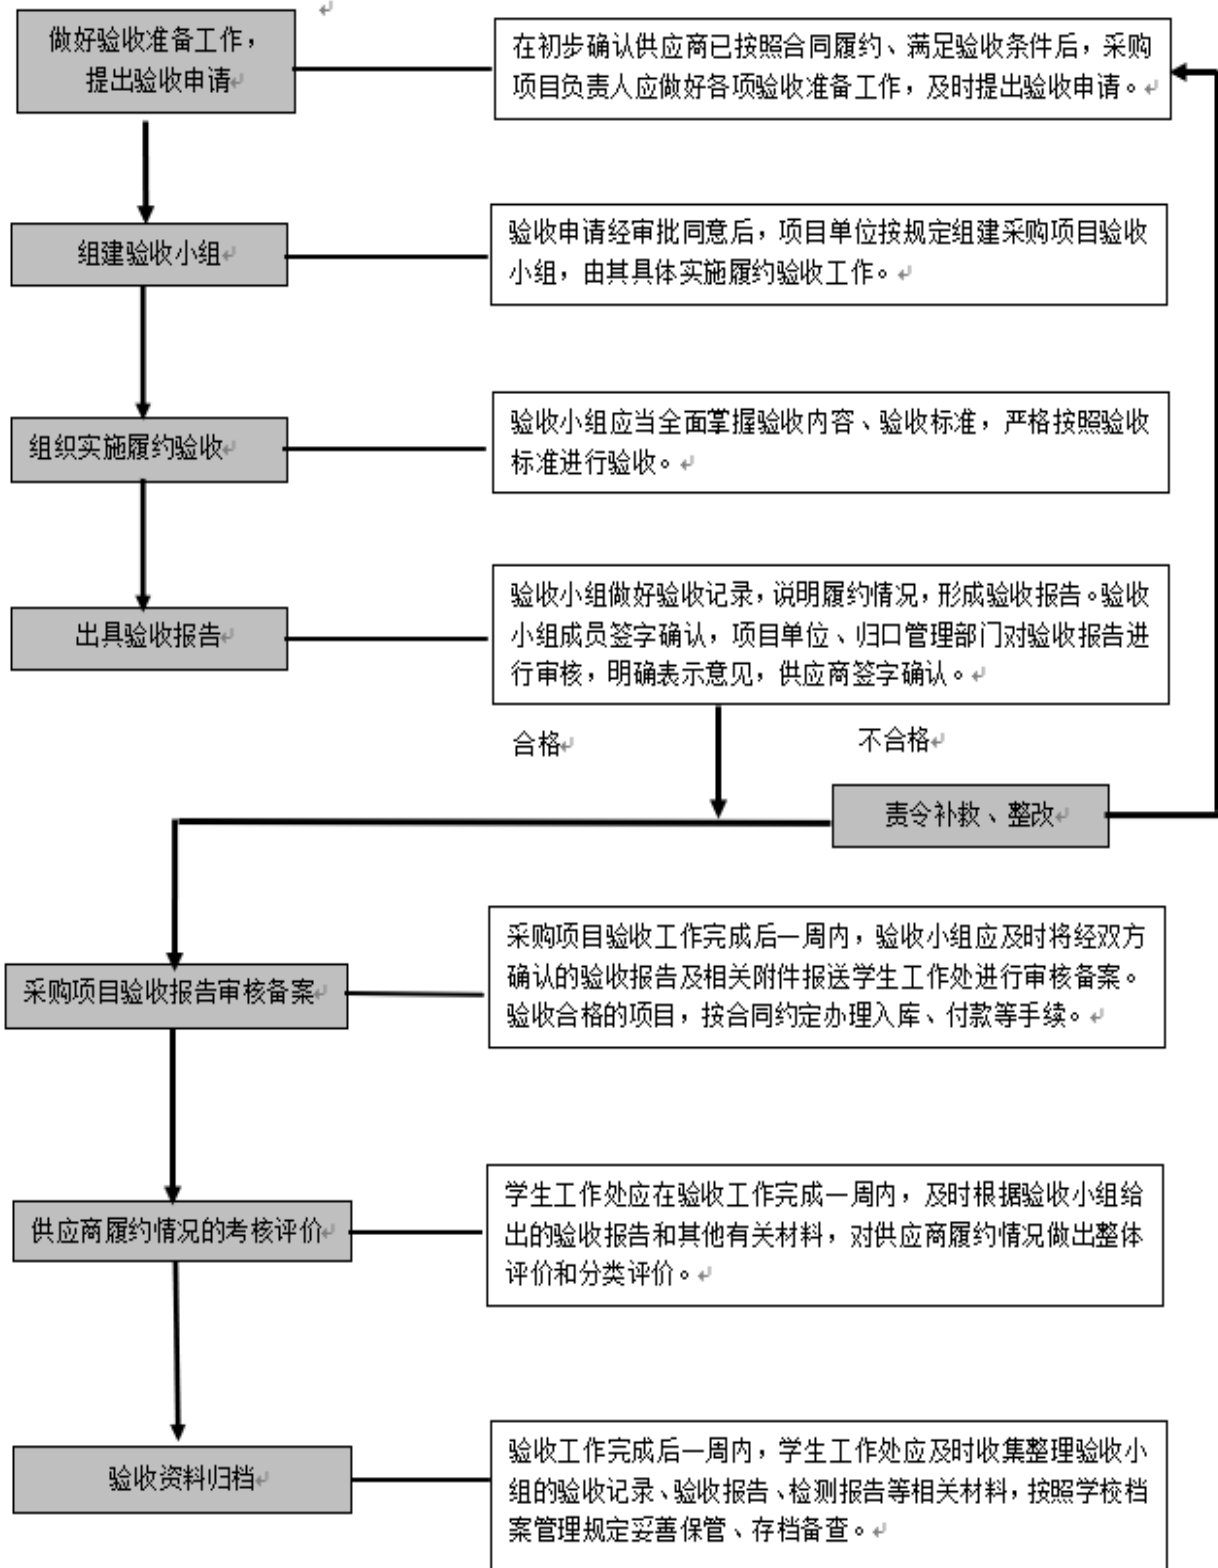 做好验收准备工作，
提出验收申请
在初步确认供应商已按照合同履约、满足验收条件后，采购
项目负责人应做好各项验收准备工作，及时提出验收申请。
组建验收小组
验收申请经审批同意后，项目单位按规定组建采购项目验收
小组，由其具体实施履约验收工作。
组织实施履约验收
验收小组应当全面掌握验收内容、验收标准，严格按照验收
标准进行验收。
出具验收报告
验收小组做好验收记录，说明履约情况，形成验收报告。验收
小组成员签字确认，项目单位、归口管理部门对验收报告进
行审核，明确表示意见，供应商签字确认。
合格
不合格
责令补救、整改
采购项目验收报告审核备案
采购项目验收工作完成后一周内，验收小组应及时将经双方
确认的验收报告及相关附件报送学生工作处进行审核备案。
验收合格的项目，按合同约定办理入库、付款等手续。
供应商履约情况的考核评价
学生工作处应在验收工作完成一周内，及时根据验收小组给
出的验收报告和其他有关材料，对供应商履约情况做出整体
评价和分类评价。
验收资料归档
验收工作完成后一周内，学生工作处应及时收集整理验收小
组的验收记录、验收报告、检测报告等相关材料，按照学校档
案管理规定妥善保管、存档备查。